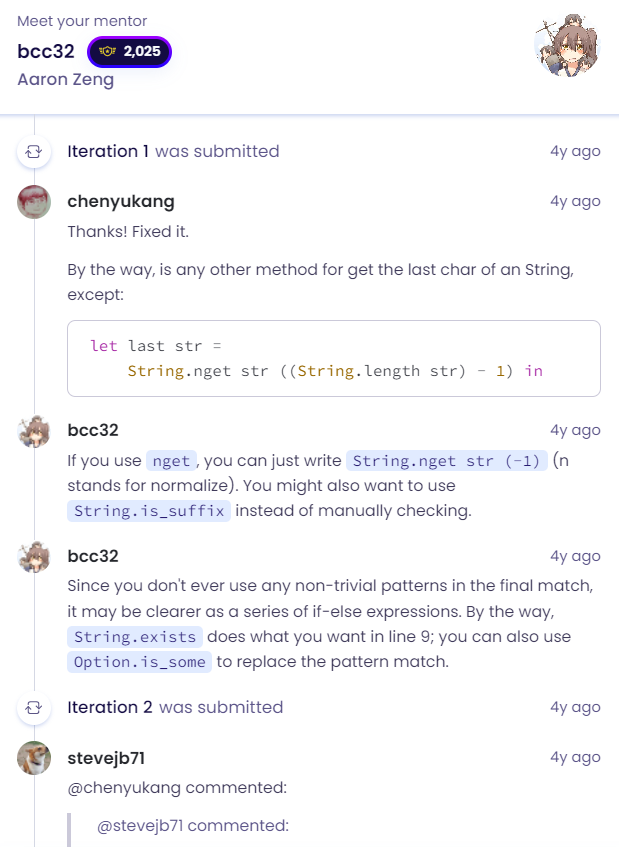 Meet your mentor
bcc32 2,025
Aaron Zeng
Iteration 1 was submitted 4y ago
chenyukang 4y ago
Thanks! Fixed it.
By the way, is any other method for get the last char of an String,
except:
let last str =
String.nget str ((String.length str) - 1) in
bcc32 4y ago
If you use nget, you can just write String.nget str (-1) (n
stands for normalize). You might also want to use
String.is_suffix instead of manually checking.
bcc32 4y ago
Since you don't ever use any non-trivial patterns in the final match,
it may be clearer as a series of if-else expressions. By the way,
String.exists does what you want in line 9; you can also use
Option.is_some to replace the pattern match.
Iteration 2 was submitted 4y ago
stevejb71 4y ago
@chenyukang commented:
@stevejb71 commented: